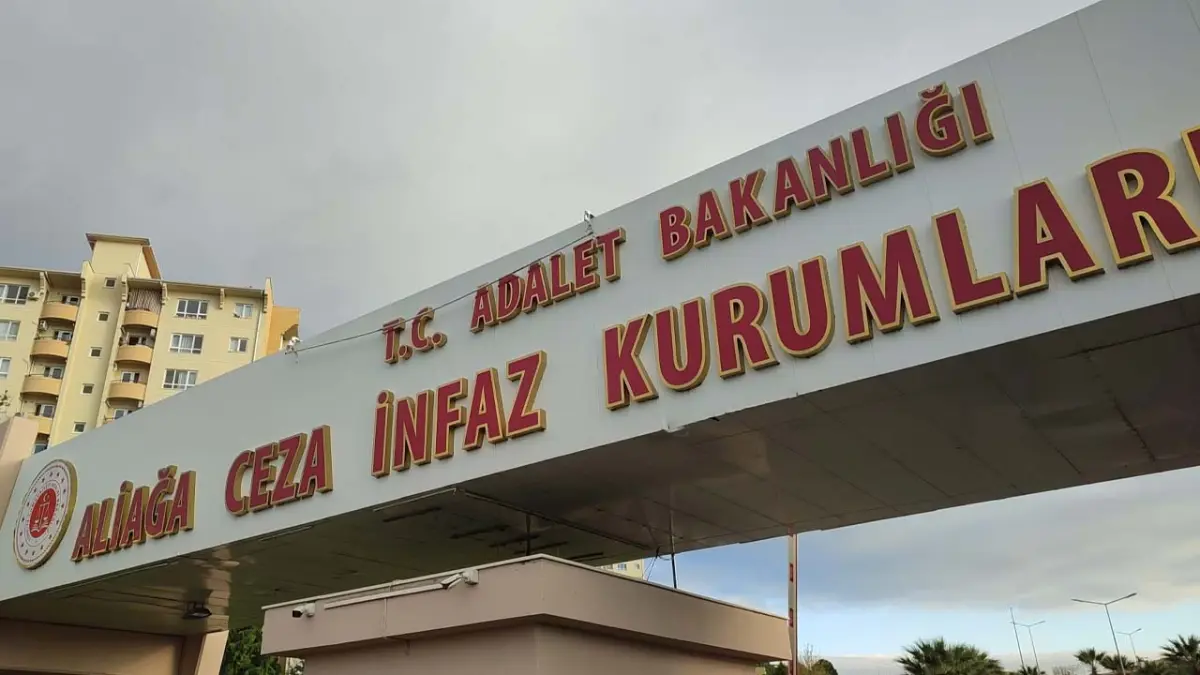 T.C. ADALET BAKANLIĞI
ALİAĞA CEZA İNFAZ KURUMLARI